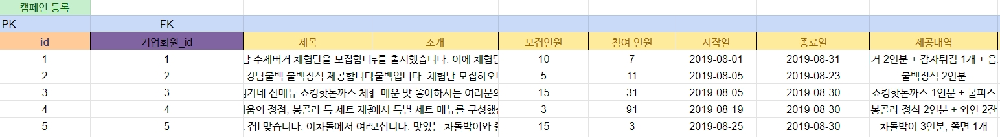 캠페인 등록
PK FK
id 기업회원_id 제목 소개 모집인원 참여 인원 시작일 종료일 제공내역
1 1 수제버거 체험단을 모집합니 를 출시했습니다. 이에 체험단 10 7 2019-08-01 2019-08-31 거 2인분 + 감자튀김 1개 + 음
2 2 강남불백 불백정식 제공합니다 불백입니다. 체험단 모집하오니 5 11 2019-08-05 2019-08-23 불백정식 2인분
3 3 김가네 신메뉴 쇼킹핫돈까스 체험 매운 맛 좋아하시는 여러분의 15 31 2019-08-05 2019-08-30 쇼킹핫돈까스 1인분 + 쿨피스
4 4 움의 정점, 봉골라 특 세트 제공 에서 특별 세트 메뉴를 구성했습 3 91 2019-08-19 2019-08-30 봉골라 정식 2인분 + 와인 2잔
5 5 집! 맞습니다. 이차돌에서 여러 모십니다. 맛있는 차돌박이와 쫄 15 3 2019-08-25 2019-08-30 차돌박이 3인분, 쫄면 1개